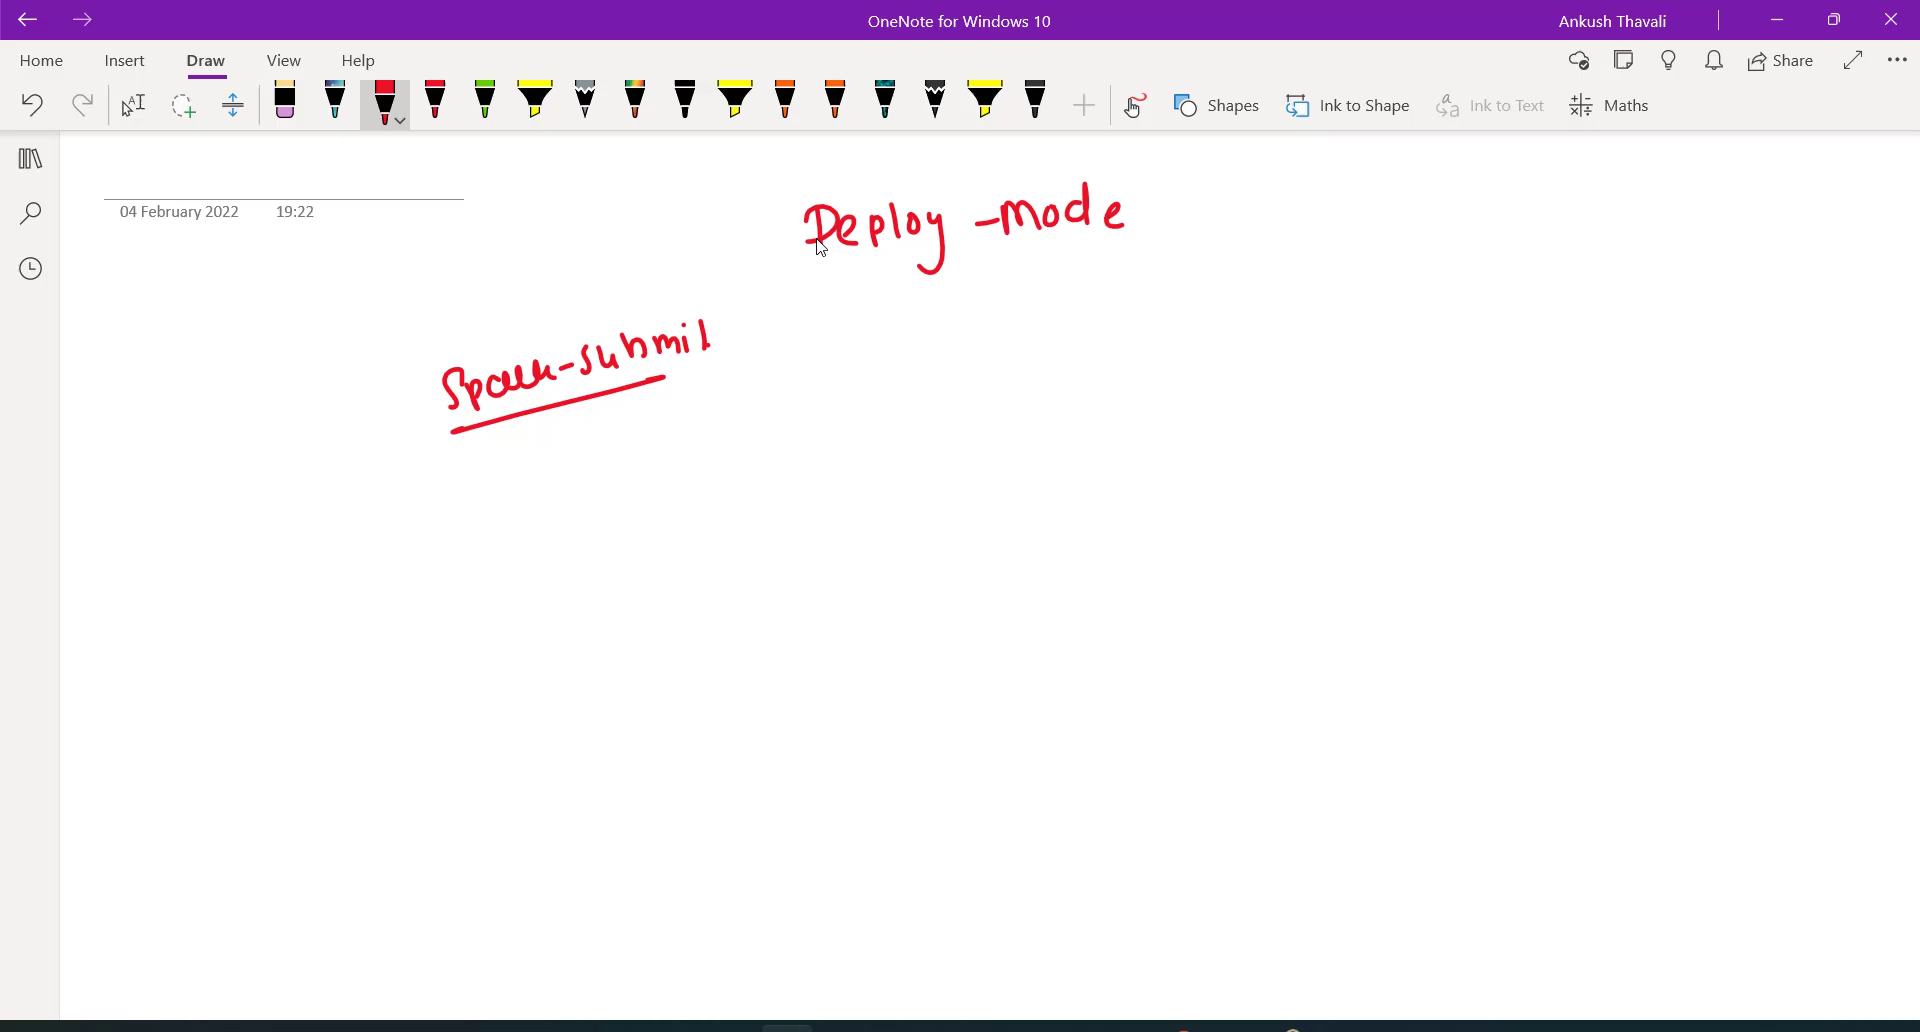 OneNote for Windows 10
Ankush Thavali
Home Insert Draw View Help
Share
Shapes Ink to Shape Ink to Text Maths
04 February 2022 19:22
Deploy -mode
Spark-submit